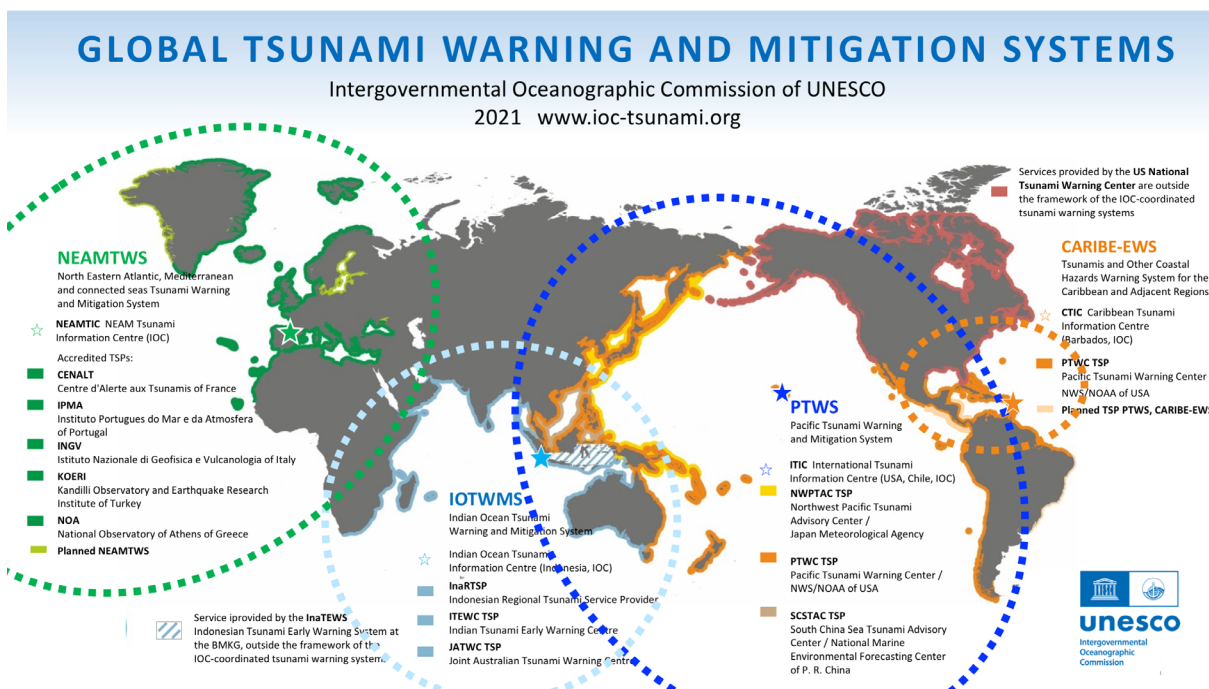 GLOBAL TSUNAMI WARNING AND MITIGATION SYSTEMS
Intergovernmental Oceanographic Commission of UNESCO
2021 www.ioc-tsunami.org
Services provided by the US National
Tsunami Warning Center are outside
the framework of the IOC-coordinated
tsunami warning systems
NEAMTWS
North Eastern Atlantic, Mediterranean
and connected seas Tsunami Warning
and Mitigation System
NEAMTIC NEAM Tsunami
Information Centre (IOC)
Accredited TSPs:
CENALT
Centre d'Alerte aux Tsunamis of France
IPMA
Instituto Portugues do Mar e da Atmosfera
of Portugal
INGV
Istituto Nazionale di Geofisica e Vulcanologia of Italy
KOERI
Kandilli Observatory and Earthquake Research
Institute of Turkey
NOA
National Observatory of Athens of Greece
Planned NEAMTWS
CARIBE-EWS
Tsunamis and Other Coastal
Hazards Warning System for the
Caribbean and Adjacent Regions
CTIC Caribbean Tsunami
Information Centre
(Barbados, IOC)
PTWC TSP
Pacific Tsunami Warning Center
NWS/NOAA of USA
Planned TSP PTWS, CARIBE-EWS
PTWS
Pacific Tsunami Warning
and Mitigation System
ITIC International Tsunami
Information Centre (USA, Chile, IOC)
NWPTAC TSP
Northwest Pacific Tsunami
Advisory Center /
Japan Meteorological Agency
PTWC TSP
Pacific Tsunami Warning Center /
NWS/NOAA of USA
SCSTAC TSP
South China Sea Tsunami Advisory
Center / National Marine
Environmental Forecasting Center
of P. R. China
K
IOTWMS
Indian Ocean Tsunami
Warning and Mitigation System
Indian Ocean Tsunami
Information Centre (Indonesia, IOC)
InaRTSP
Indonesian Regional Tsunami Service Provider
ITEWC TSP
Indian Tsunami Early Warning Centre
JATWC TSP
Joint Australian Tsunami Warning Centre
Service iprovided by the InaTEWS
Indonesian Tsunami Early Warning System at
the BMKG, outside the framework of the
IOC-coordinated tsunami warning system.
unesco
Intergovernmental
Oceanographic
Commission